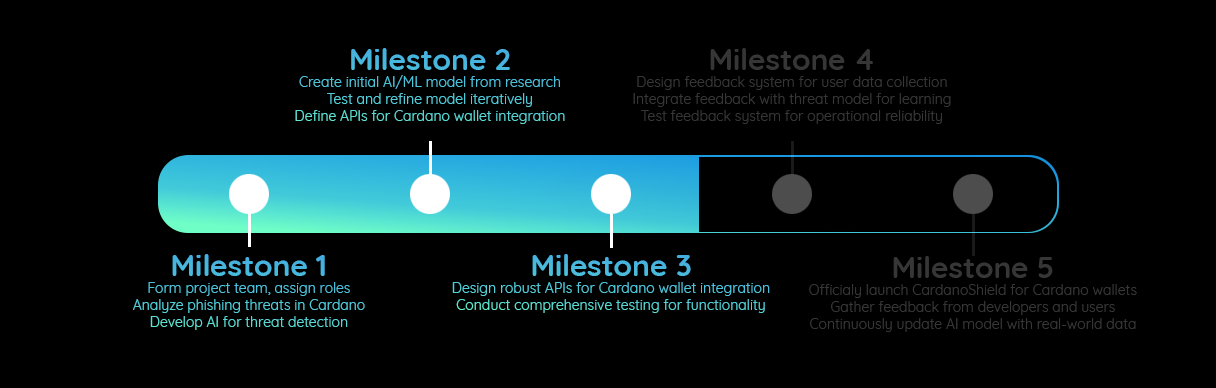 Milestone 2
Create initial AI/ML model from research
Test and refine model iteratively
Define APIs for Cardano wallet integration
Milestone 4
Design feedback system for user data collection
Integrate feedback with threat model for learning
Test feedback system for operational reliability
Milestone 1
Form project team, assign roles
Analyze phishing threats in Cardano
Develop AI for threat detection
Milestone 3
Design robust APIs for Cardano wallet integration
Conduct comprehensive testing for functionality
Milestone 5
Officialy launch CardanoShield for Cardano wallets
Gather feedback from developers and users
Continuously update AI model with real-world data